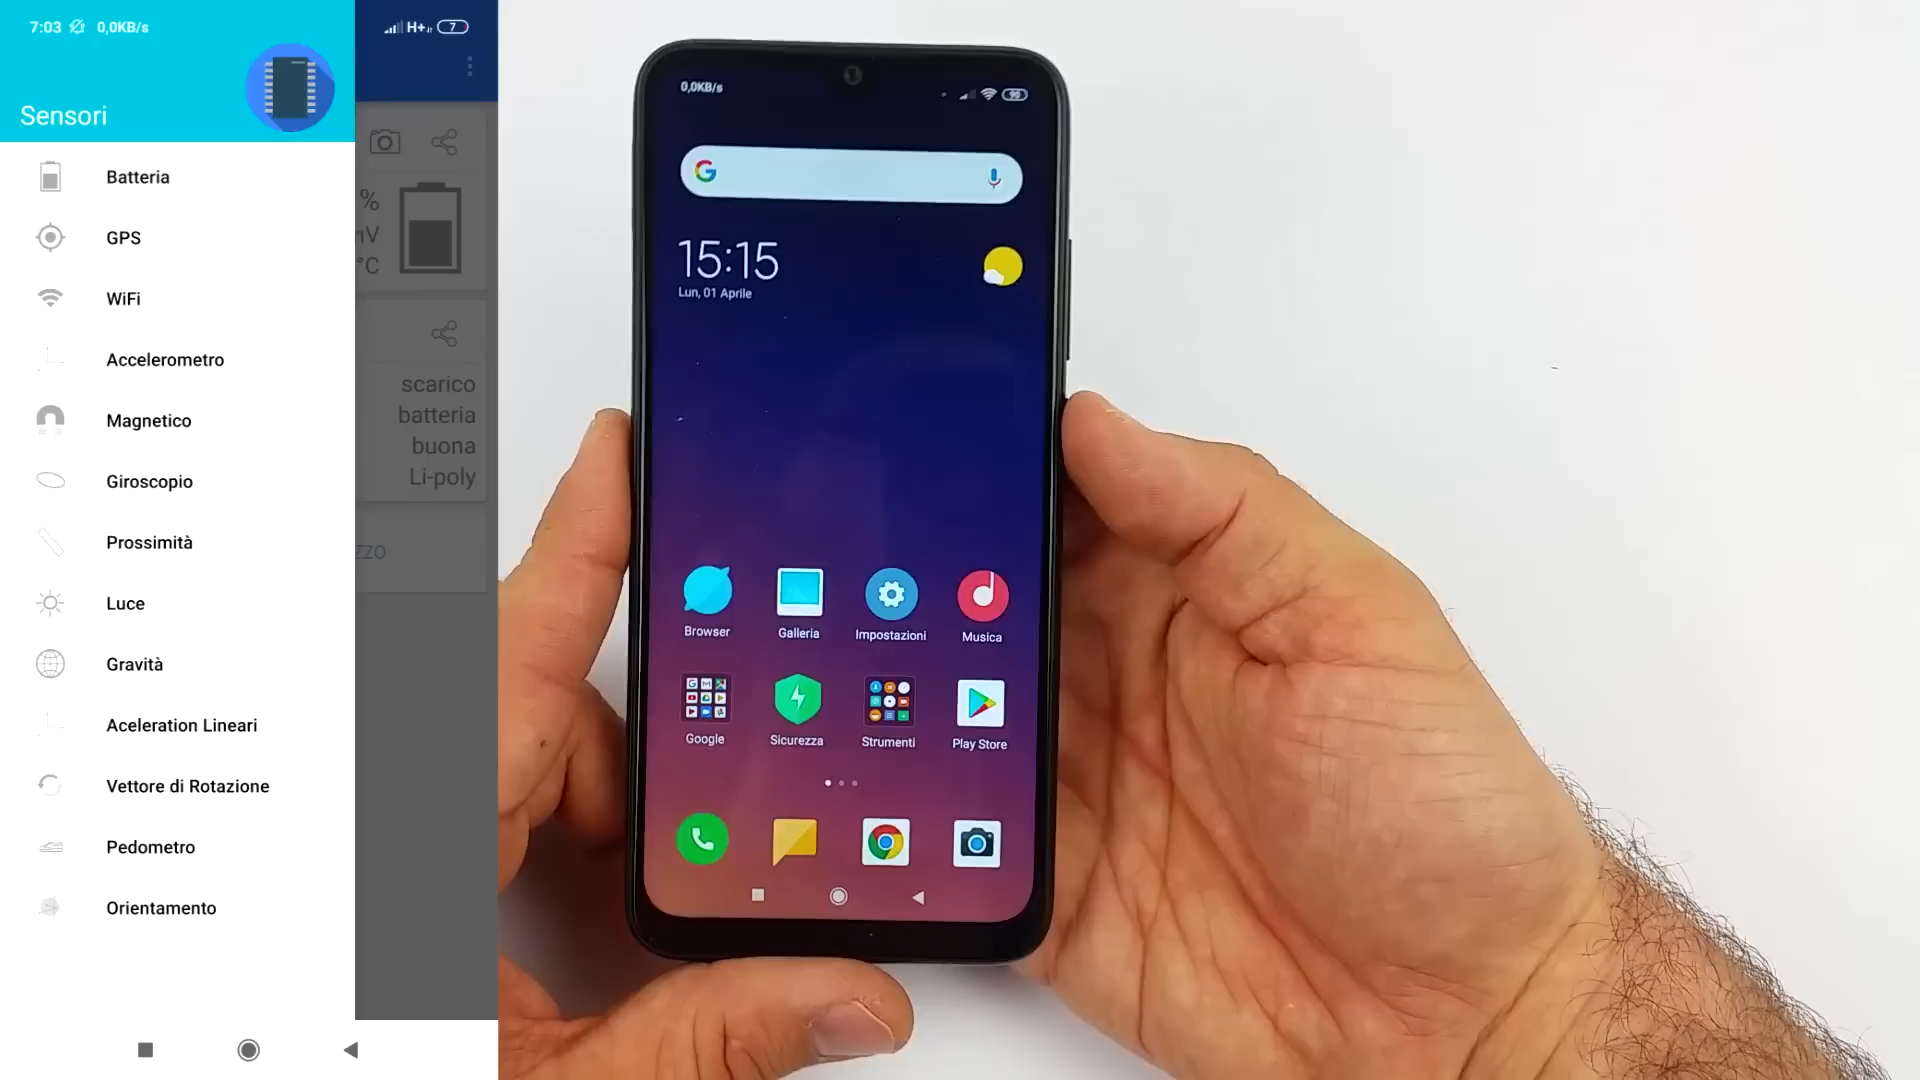 7:03 0,0KB/s
H+ 7
Sensori
Batteria
GPS
WiFi
Accelerometro
Magnetico
Giroscopio
Prossimità
Luce
Gravità
Aceleration Lineari
Vettore di Rotazione
Pedometro
Orientamento
%
°C
scarico
batteria
buona
Li-poly
ZZO
0,0KB/s
15:15
Lun, 01 Aprile
Browser Galleria Impostazioni Musica
Google Sicurezza Strumenti Play Store